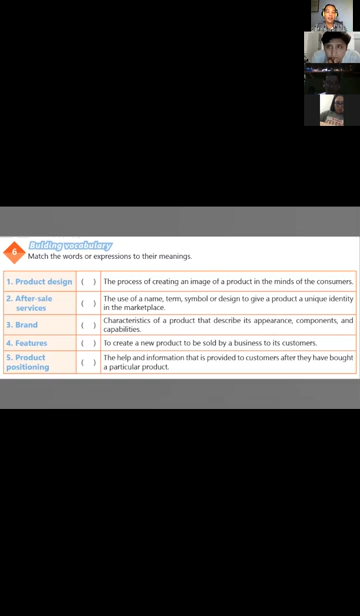 6
Buiding vocabulary
Match the words or expressions to their meanings.
1. Product design ( ) The process of creating an image of a product in the minds of the consumers.
2. After-sale
services
( ) The use of a name, term, symbol or design to give a product a unique identity
in the marketplace.
3. Brand ( ) Characteristics of a product that describe its appearance, components, and
capabilities.
4. Features ( ) To create a new product to be sold by a business to its customers.
5. Product
positioning
( ) The help and information that is provided to customers after they have bought
a particular product.